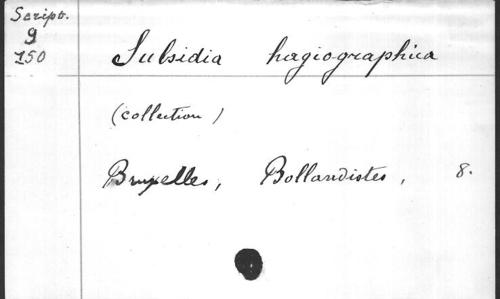 Script.
9
150
Subsidia hagiographica
(collection)
Bruxelles, Bollandistes, 8.